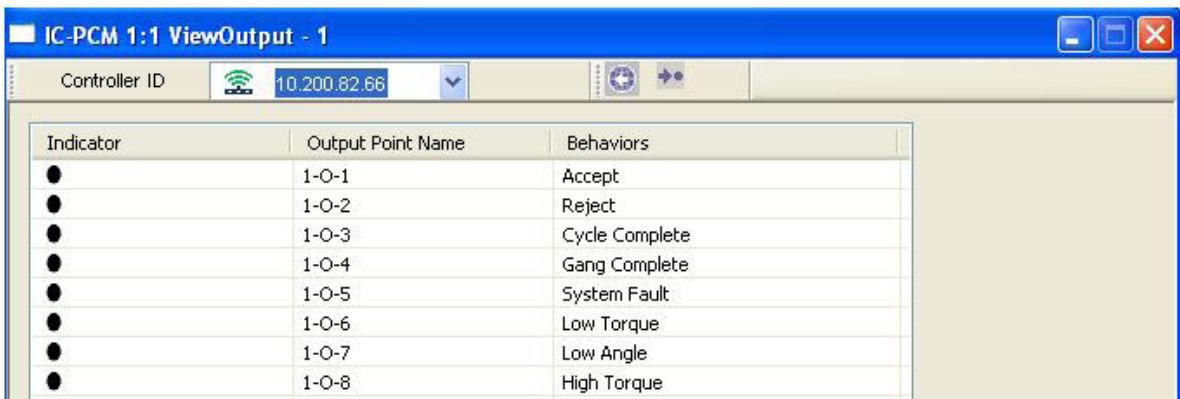 IC-PCM 1:1 ViewOutput - 1
Controller ID 10.200.82.66
Indicator Output Point Name Behaviors
1-O-1 Accept
1-O-2 Reject
1-O-3 Cycle Complete
1-O-4 Gang Complete
1-O-5 System Fault
1-O-6 Low Torque
1-O-7 Low Angle
1-O-8 High Torque